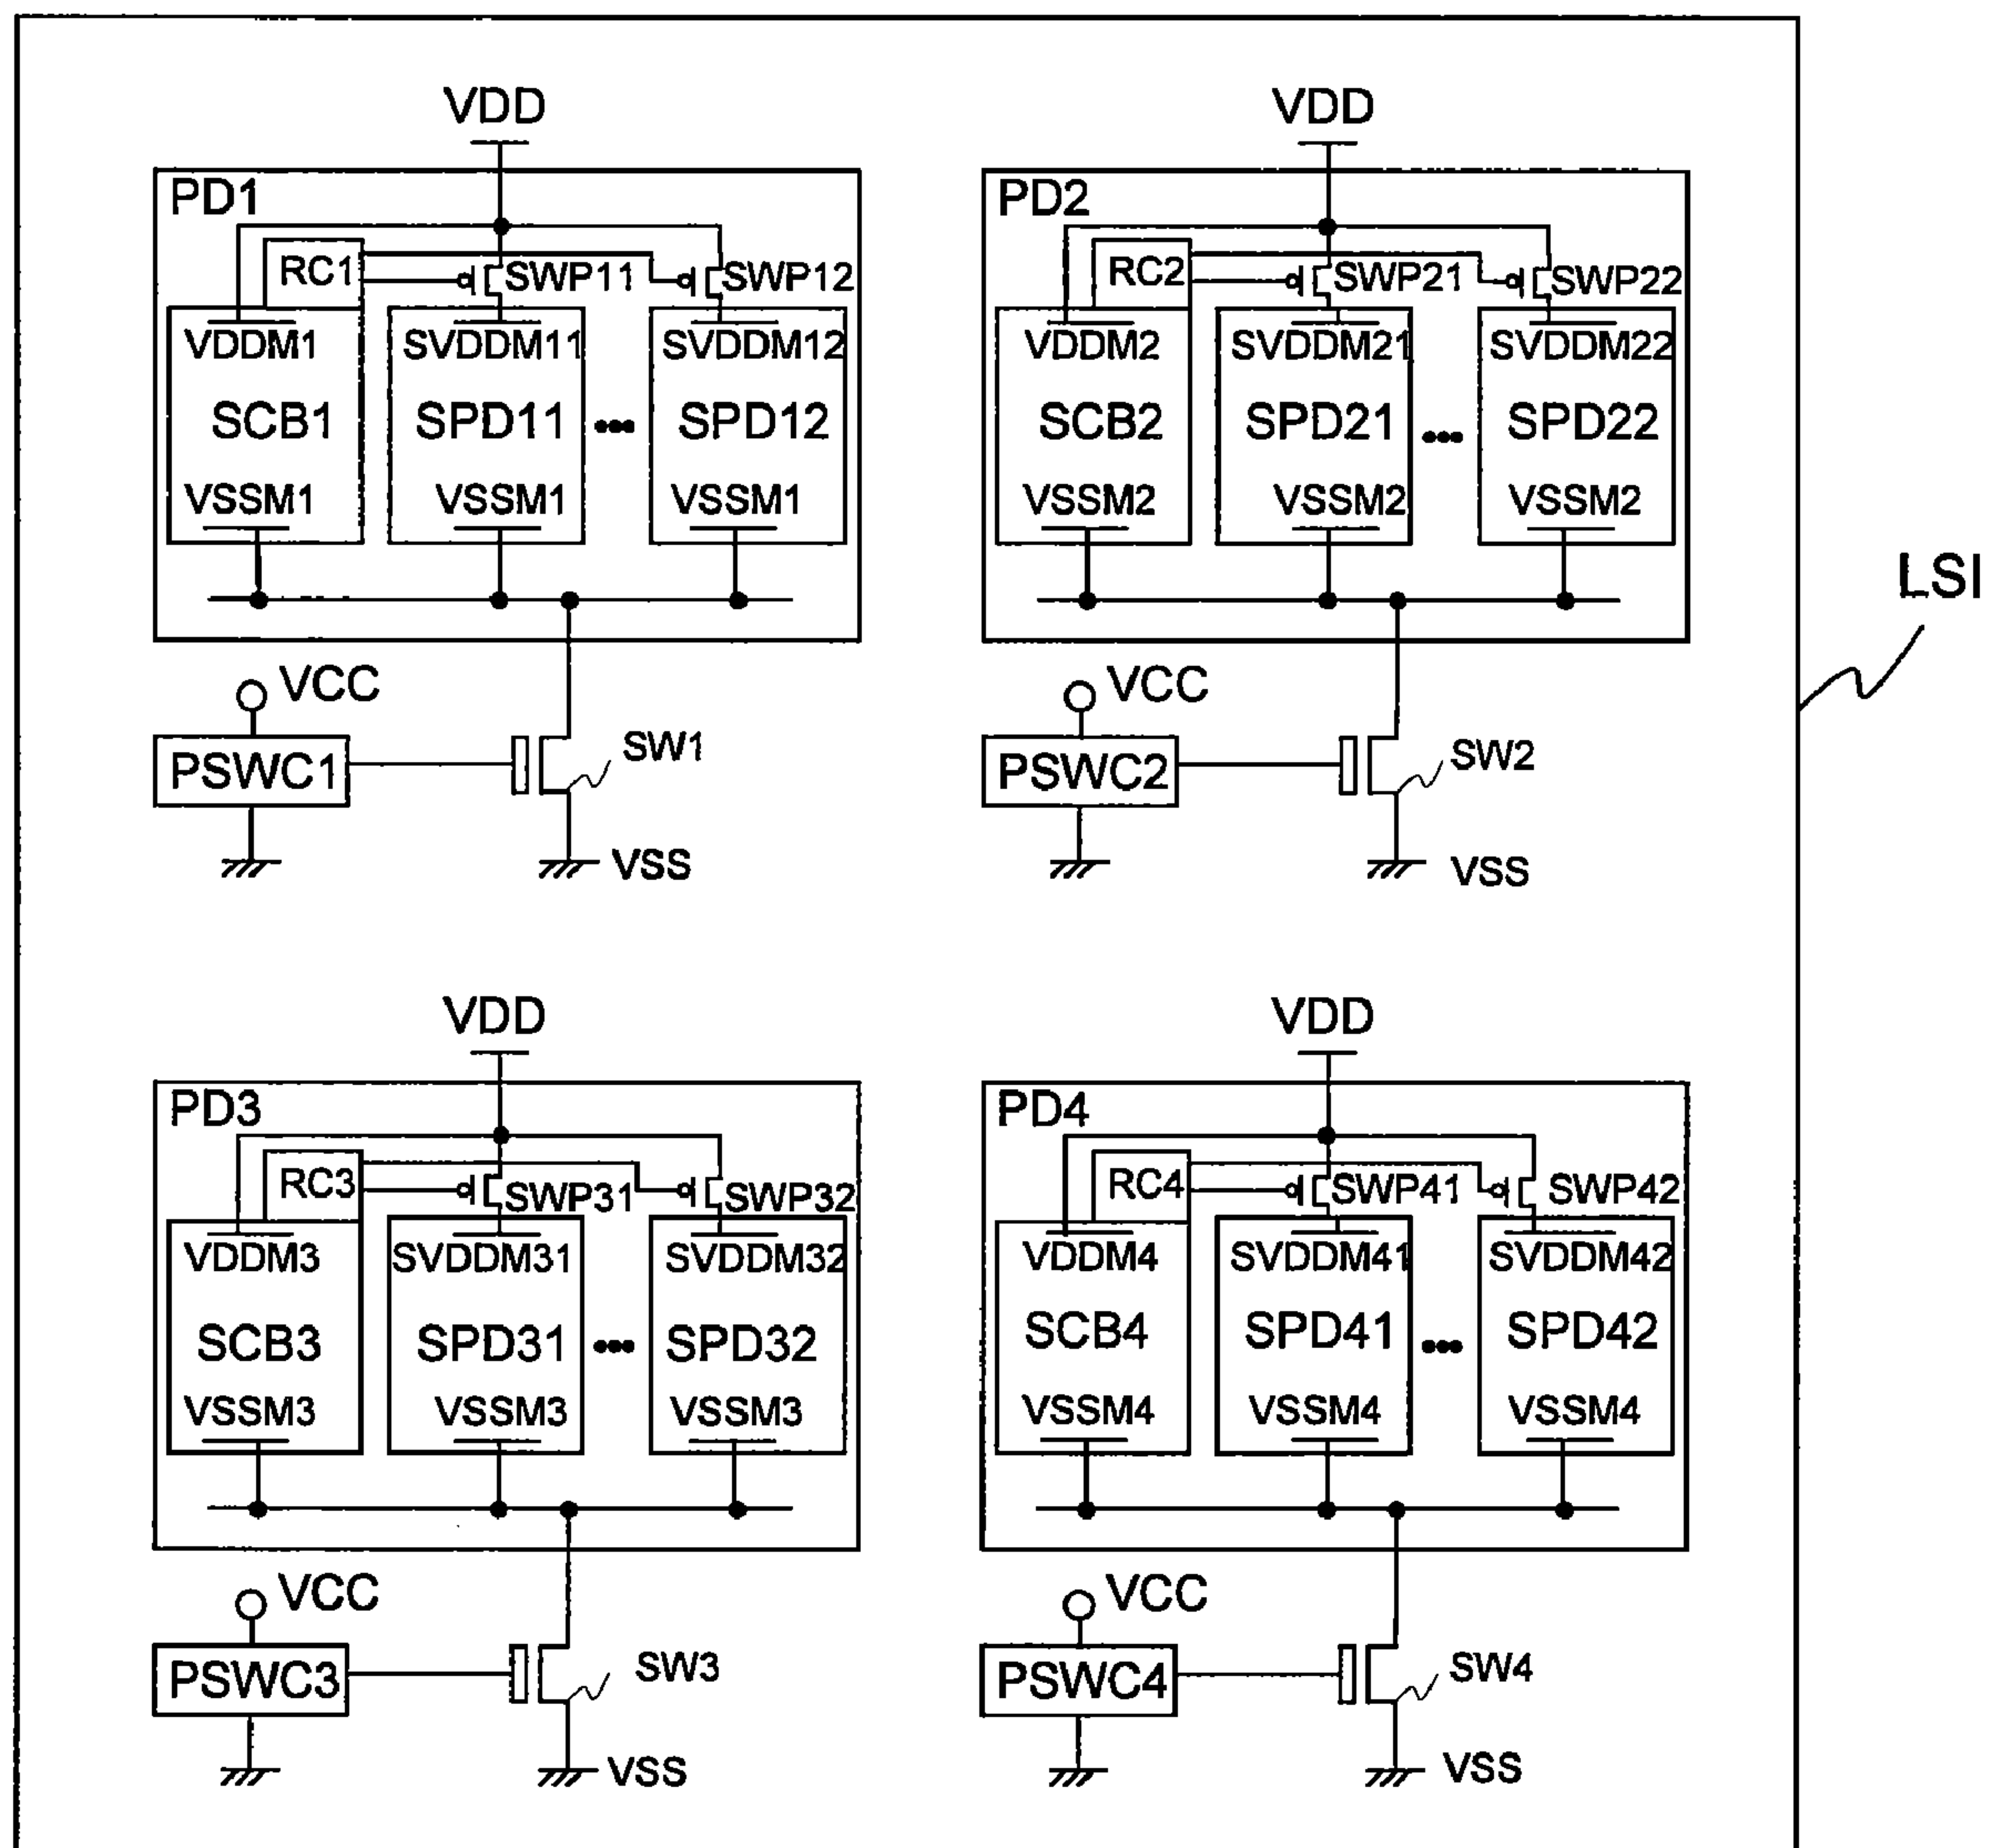 VDD
PD1
RC1
SWP11
SWP12
VDDM1
SVDDM11
SVDDM12
SCB1
SPD11
•••
SPD12
VSSM1
VSSM1
VSSM1
VCC
PSWC1
SW1
VSS
VDD
PD2
RC2
SWP21
SWP22
VDDM2
SVDDM21
SVDDM22
SCB2
SPD21
•••
SPD22
VSSM2
VSSM2
VSSM2
VCC
PSWC2
SW2
VSS
LSI
VDD
PD3
RC3
SWP31
SWP32
VDDM3
SVDDM31
SVDDM32
SCB3
SPD31
•••
SPD32
VSSM3
VSSM3
VSSM3
VCC
PSWC3
SW3
VSS
VDD
PD4
RC4
SWP41
SWP42
VDDM4
SVDDM41
SVDDM42
SCB4
SPD41
•••
SPD42
VSSM4
VSSM4
VSSM4
VCC
PSWC4
SW4
VSS